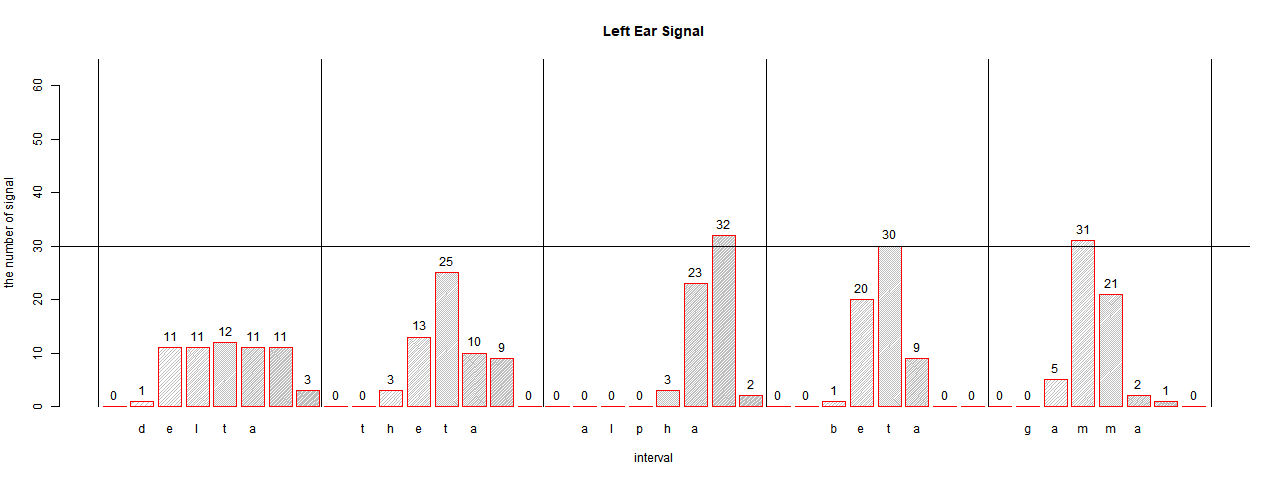 Left Ear Signal
the number of signal
60
50
40
30
20
10
0
0 1 11 11 12 11 11 3 0 0 3 13 25 10 9 0 0 0 0 0 3 23 32 2 0 0 1 20 30 9 0 0 0 0 5 31 21 2 1 0
d e l t a t h e t a a l p h a b e t a g a m m a
interval